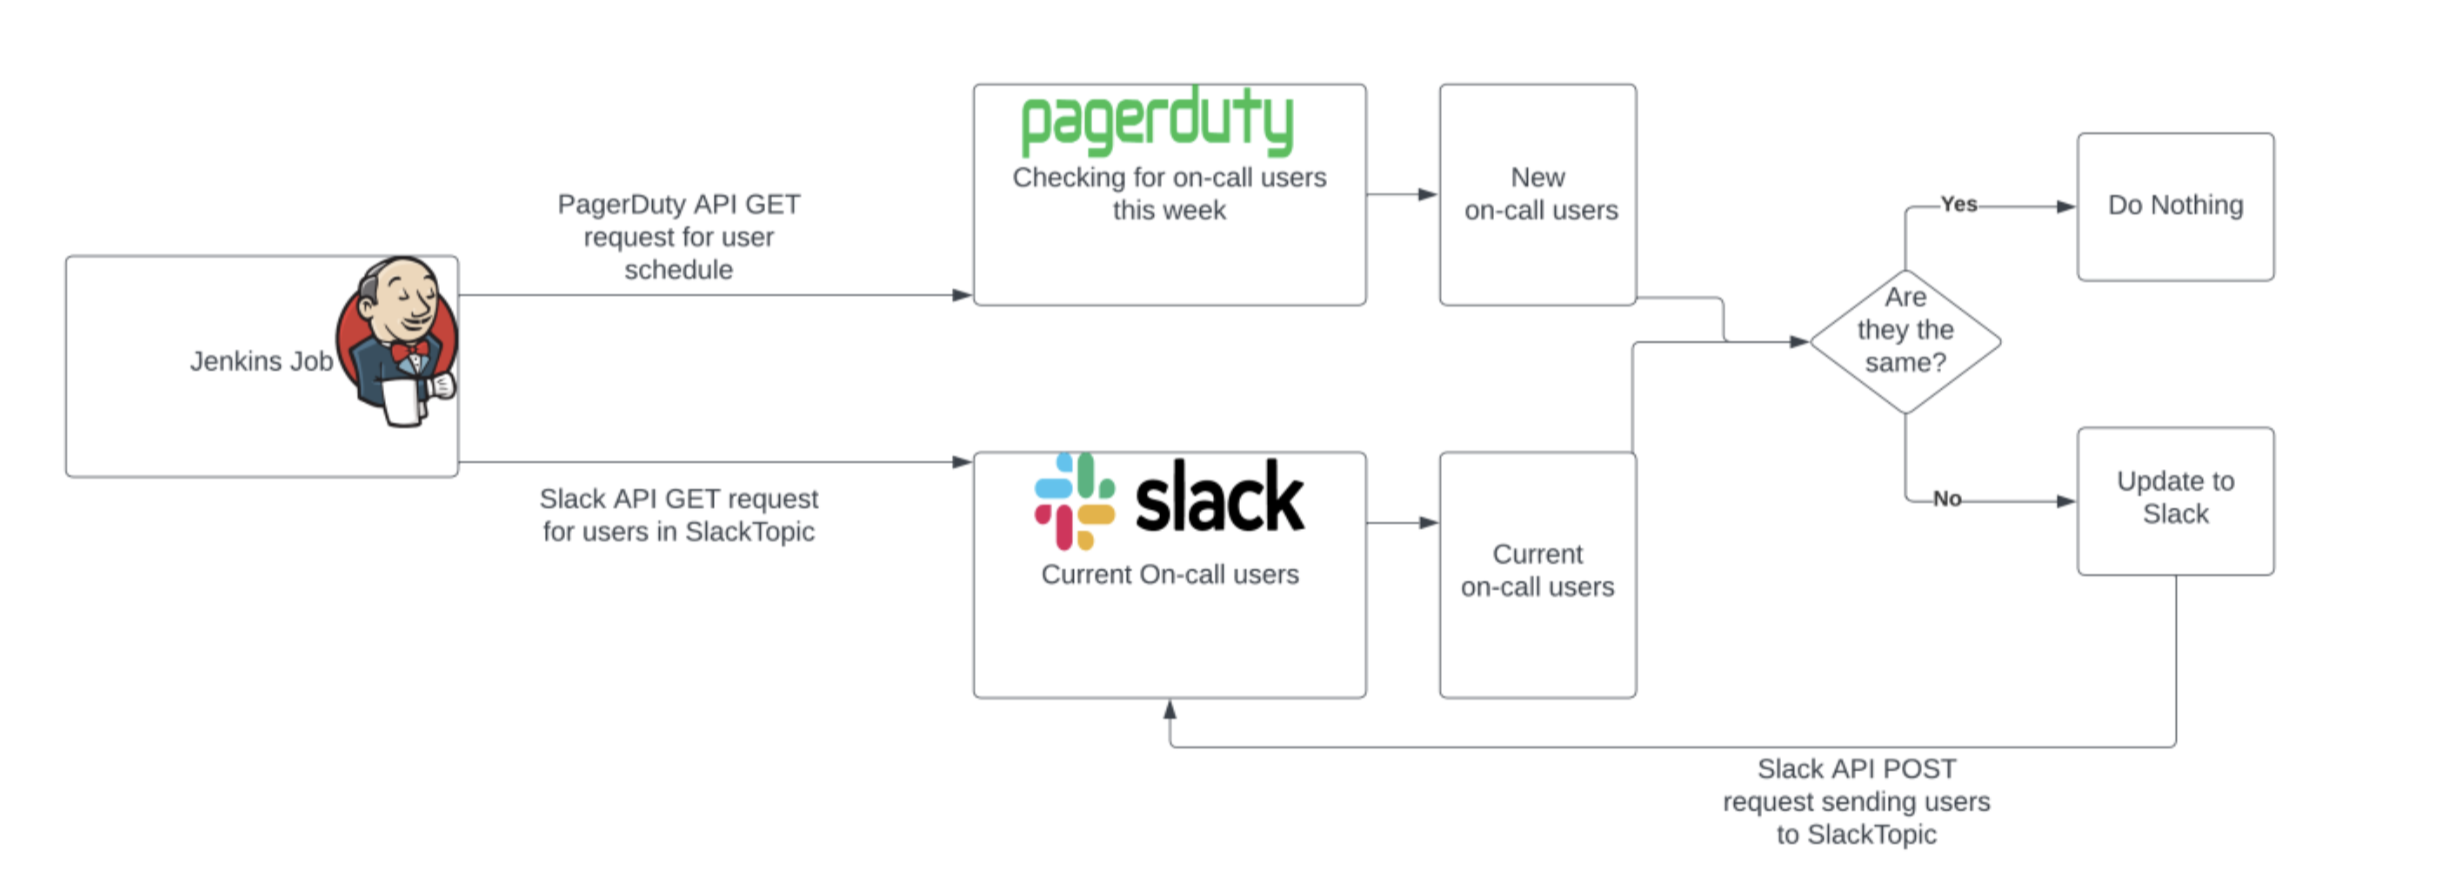 Jenkins Job
PagerDuty API GET
request for user
schedule
Slack API GET request
for users in SlackTopic
pagerduty
Checking for on-call users
this week
New
on-call users
slack
Current On-call users
Current
on-call users
Are
they the
same?
Yes
Do Nothing
No
Update to
Slack
Slack API POST
request sending users
to SlackTopic